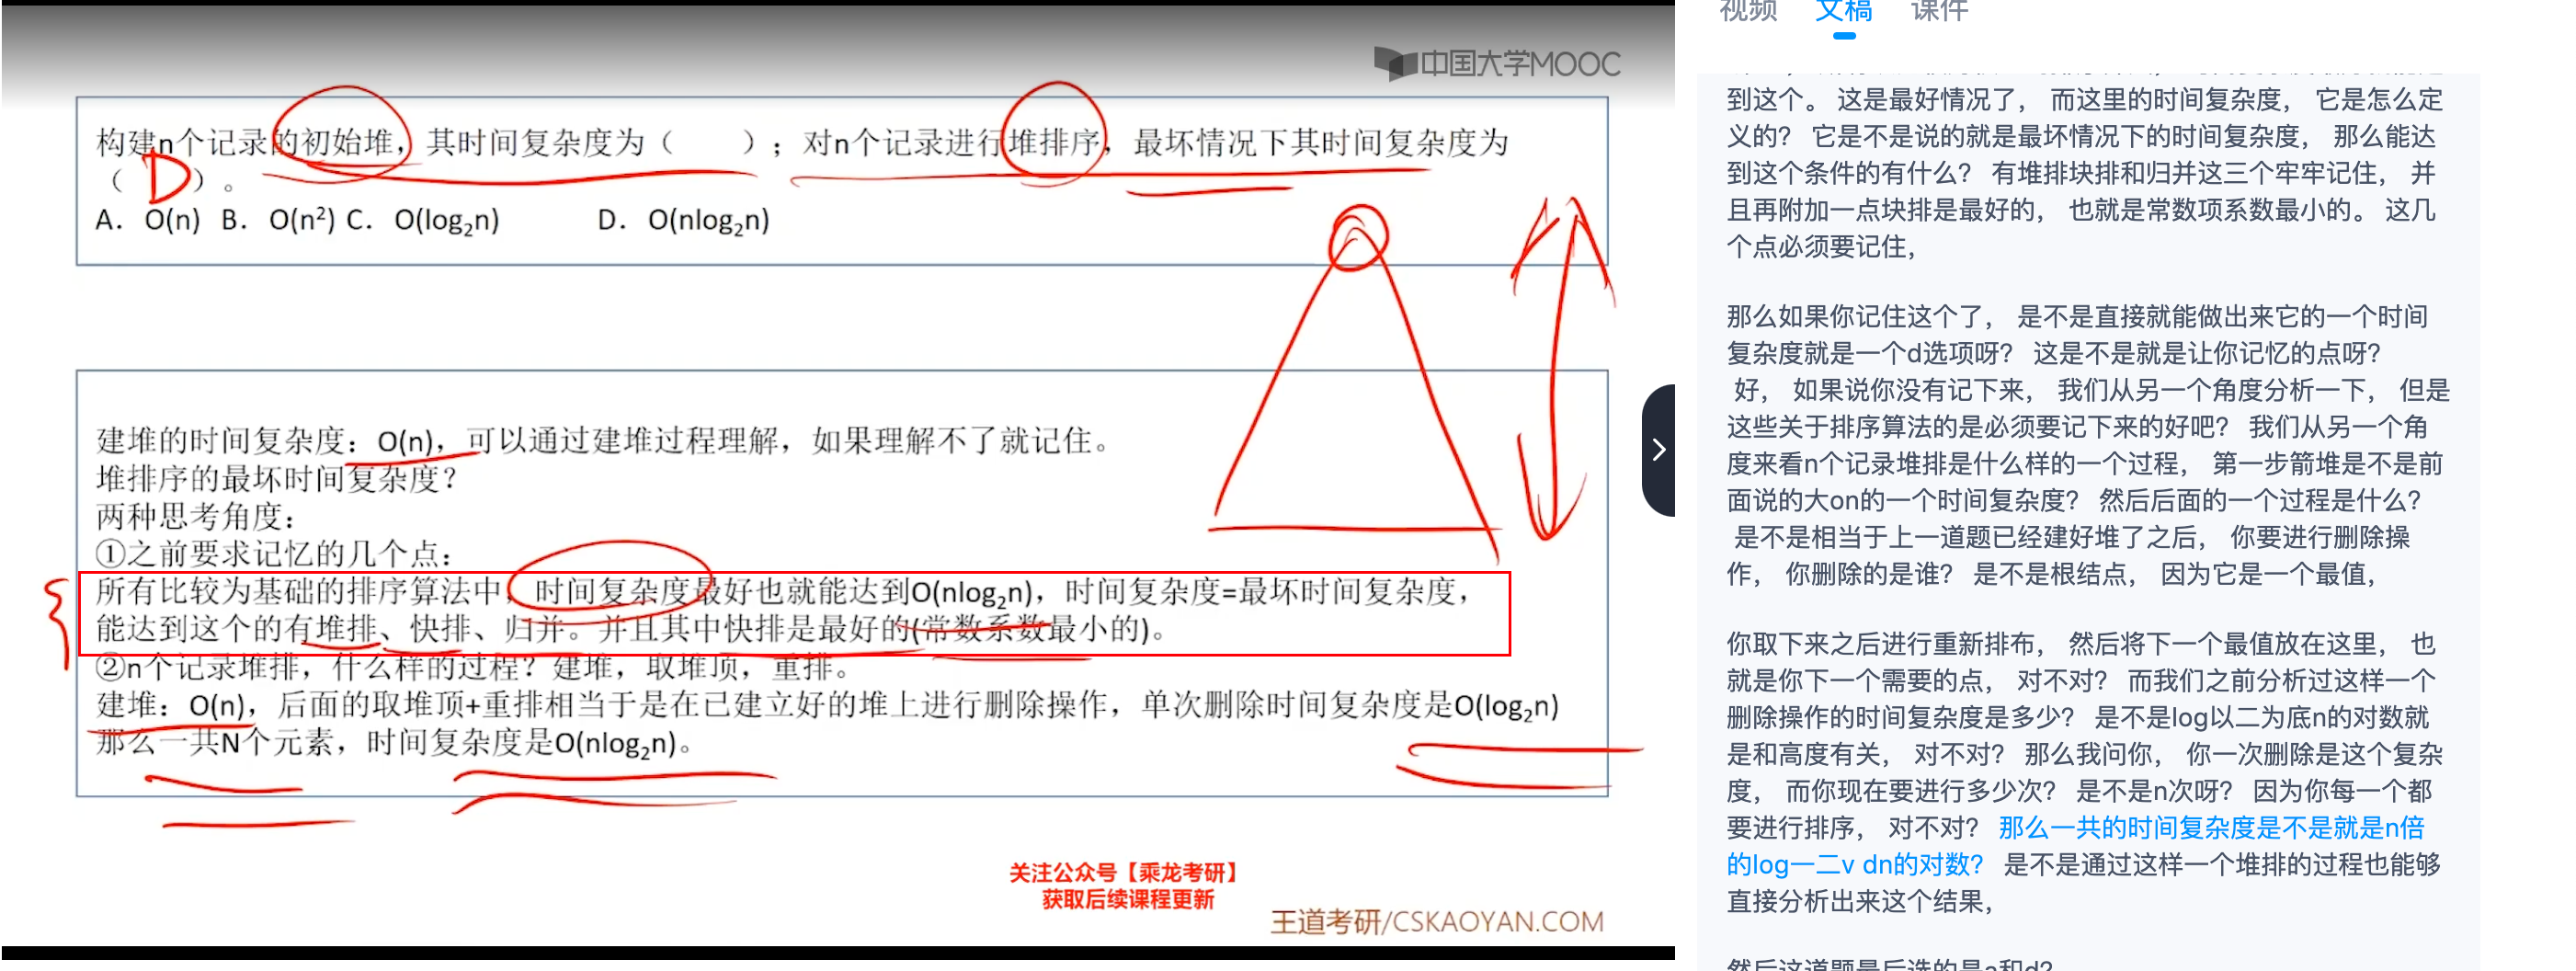 中国大学MOOC
构建n个记录的初始堆，其时间复杂度为（　　）；对n个记录进行堆排序，最坏情况下其时间复杂度为
（ D ）。
A. O(n) B. O(n²) C. O(log₂n) D. O(nlog₂n)
建堆的时间复杂度：O(n)，可以通过建堆过程理解，如果理解不了就记住。
堆排序的最坏时间复杂度？
两种思考角度：
①之前要求记忆的几个点：
所有比较为基础的排序算法中，时间复杂度最好也就能达到O(nlog₂n)，时间复杂度=最坏时间复杂度，
能达到这个的有堆排、快排、归并。并且其中快排是最好的(常数系数最小的)。
②n个记录堆排，什么样的过程？建堆，取堆顶，重排。
建堆：O(n)，后面的取堆顶+重排相当于是在已建立好的堆上进行删除操作，单次删除时间复杂度是O(log₂n)
那么一共N个元素，时间复杂度是O(nlog₂n)。
关注公众号【乘龙考研】
获取后续课程更新
王道考研/CSKAOYAN.COM
视频 文稿 课件
到这个。 这是最好情况了， 而这里的时间复杂度， 它是怎么定
义的？ 它是不是说的就是最坏情况下的时间复杂度， 那么能达
到这个条件的有什么？ 有堆排块排和归并这三个牢牢记住， 并
且再附加一点块排是最好的， 也就是常数项系数最小的。 这几
个点必须要记住，
那么如果你记住这个了， 是不是直接就能做出来它的一个时间
复杂度就是一个d选项呀？ 这是不是就是让你记忆的点呀？
好， 如果说你没有记下来， 我们从另一个角度分析一下， 但是
这些关于排序算法的是必须要记下来的好吧？ 我们从另一个角
度来看n个记录堆排是什么样的一个过程， 第一步箭堆是不是前
面说的大on的一个时间复杂度？ 然后后面的一个过程是什么？
是不是相当于上一道题已经建好堆了之后， 你要进行删除操
作， 你删除的是谁？ 是不是根结点， 因为它是一个最值，
你取下来之后进行重新排布， 然后将下一个最值放在这里， 也
就是你下一个需要的点， 对不对？ 而我们之前分析过这样一个
删除操作的时间复杂度是多少？ 是不是log以二为底n的对数就
是和高度有关， 对不对？ 那么我问你， 你一次删除是这个复杂
度， 而你现在要进行多少次？ 是不是n次呀？ 因为你每一个都
要进行排序， 对不对？ 那么一共的时间复杂度是不是就是n倍
的log一二v dn的对数？ 是不是通过这样一个堆排的过程也能够
直接分析出来这个结果，
然后这道题最后选的是a和d？